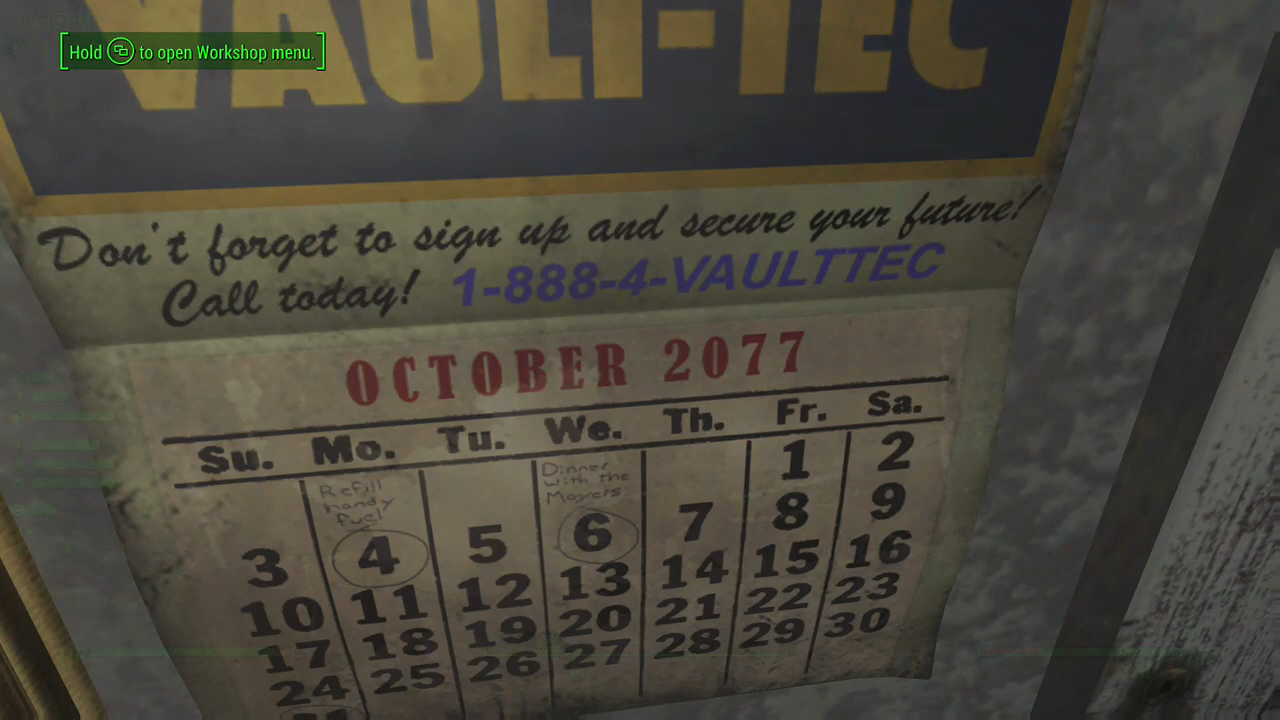 Hold to open Workshop menu.
VAULT-TEC
Don't forget to sign up and secure your future!
Call today! 1-888-4-VAULTTEC
OCTOBER 2077
Su. Mo. Tu. We. Th. Fr. Sa.
Refill handy fuel
Dinner with the Moyers
1 2
3 4 5 6 7 8 9
10 11 12 13 14 15 16
17 18 19 20 21 22 23
24 25 26 27 28 29 30